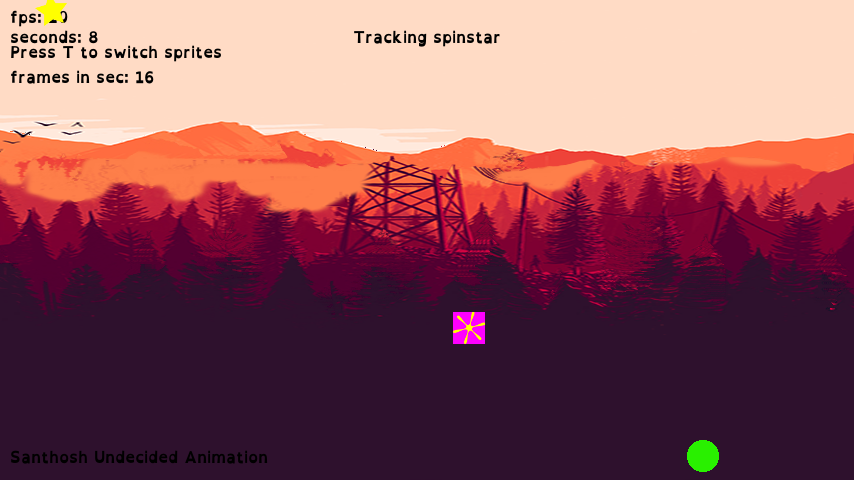 fps:
seconds: 8
Press T to switch sprites
frames in sec: 16
Tracking spinstar
Santhosh Undecided Animation